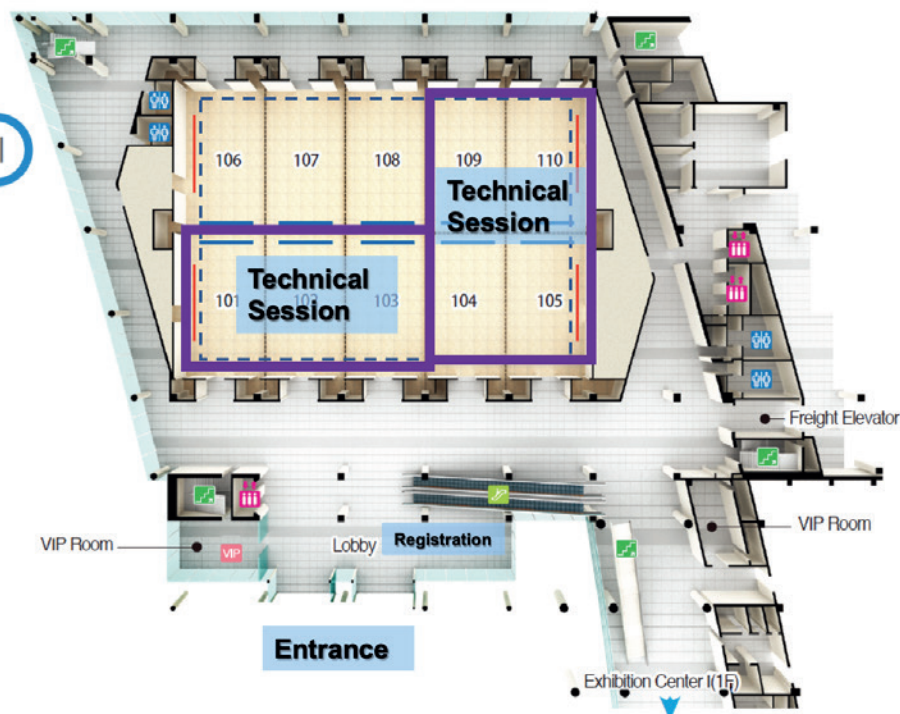 106
107
108
109
110
Technical
Session
Technical
Session
101
102
103
104
105
Freight Elevator
VIP Room
VIP
Lobby
Registration
VIP Room
Entrance
Exhibition Center I(1F)